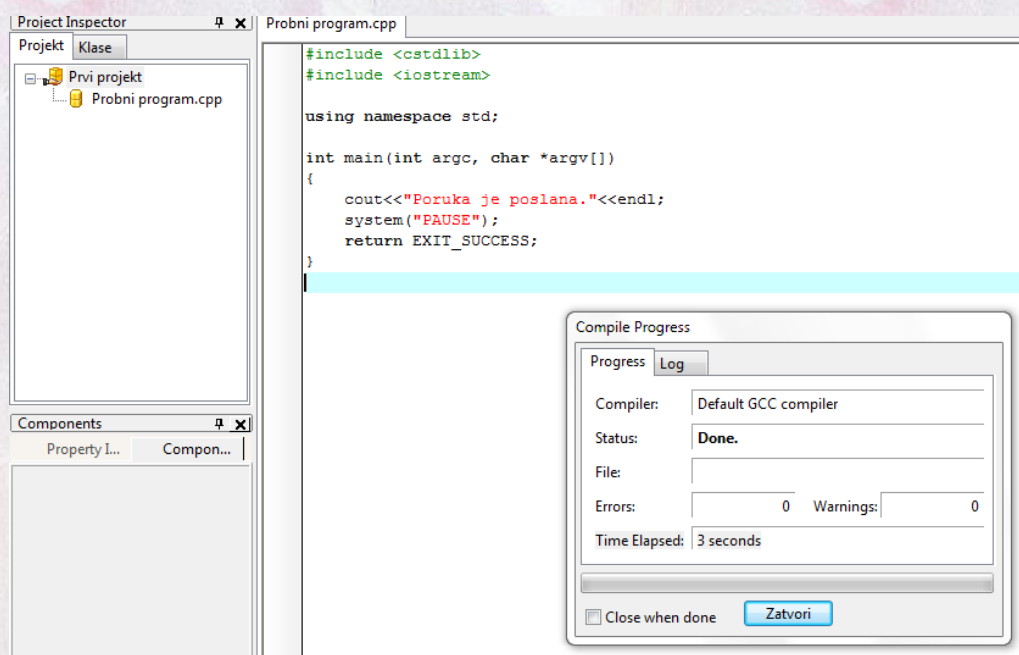 Project Inspector
Projekt Klase
Prvi projekt
Probni program.cpp
Components
Property I... Compon...
Probni program.cpp
#include <cstdlib>
#include <iostream>
using namespace std;
int main(int argc, char *argv[])
{
cout<<"Poruka je poslana."<<endl;
system("PAUSE");
return EXIT_SUCCESS;
}
Compile Progress
Progress Log
Compiler: Default GCC compiler
Status: Done.
File:
Errors: 0 Warnings: 0
Time Elapsed: 3 seconds
Close when done Zatvori